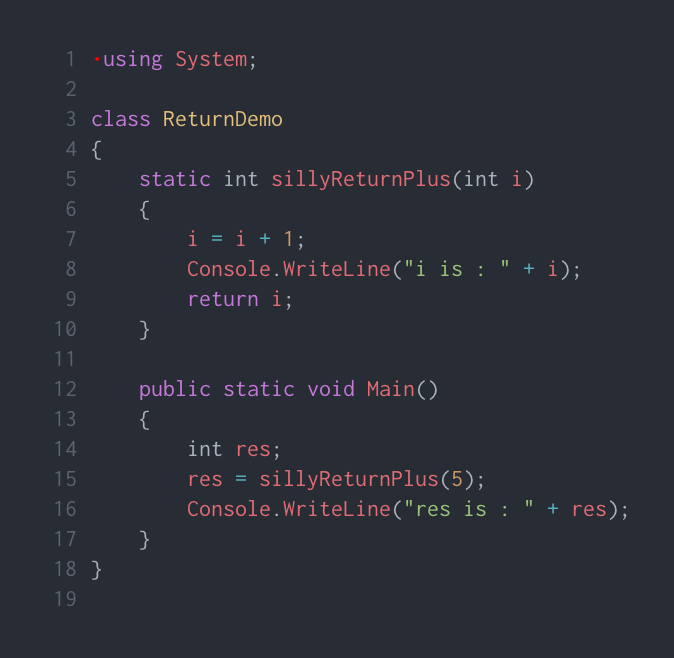 1 ·using System;
2
3 class ReturnDemo
4 {
5     static int sillyReturnPlus(int i)
6     {
7         i = i + 1;
8         Console.WriteLine("i is : " + i);
9         return i;
10     }
11
12     public static void Main()
13     {
14         int res;
15         res = sillyReturnPlus(5);
16         Console.WriteLine("res is : " + res);
17     }
18 }
19